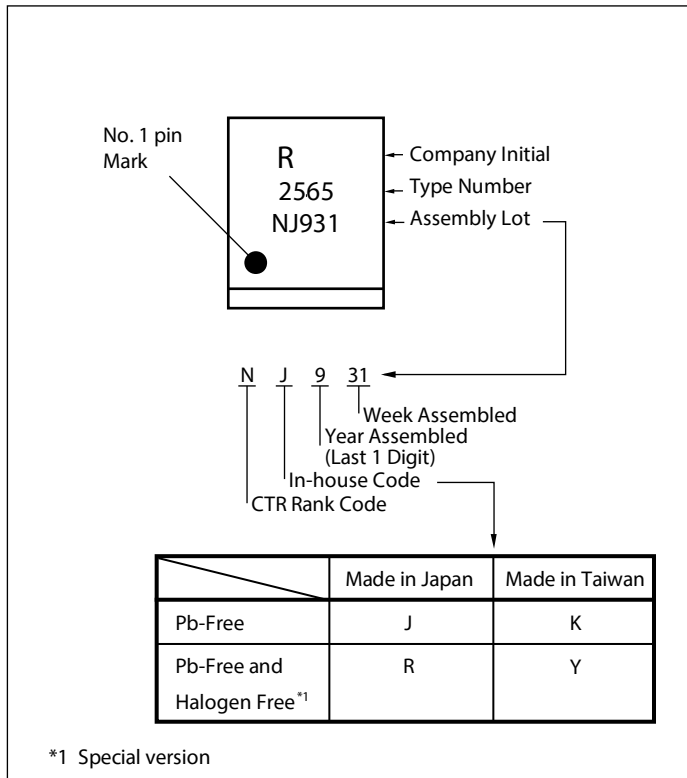 No. 1 pin
Mark
R
2565
NJ931
Company Initial
Type Number
Assembly Lot
N J 9 31
Week Assembled
Year Assembled
(Last 1 Digit)
In-house Code
CTR Rank Code
Made in Japan Made in Taiwan
Pb-Free J K
Pb-Free and R Y
Halogen Free*1
*1 Special version